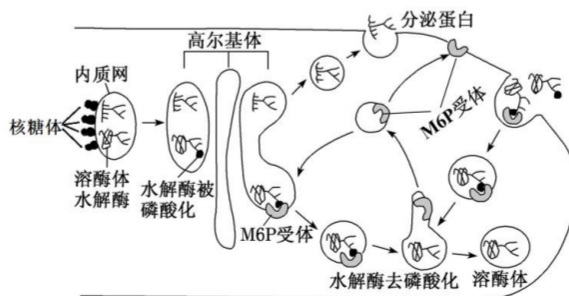 分泌蛋白
高尔基体
内质网
核糖体
M6P受体
溶酶体
水解酶
水解酶被
磷酸化
M6P受体
水解酶去磷酸化
溶酶体